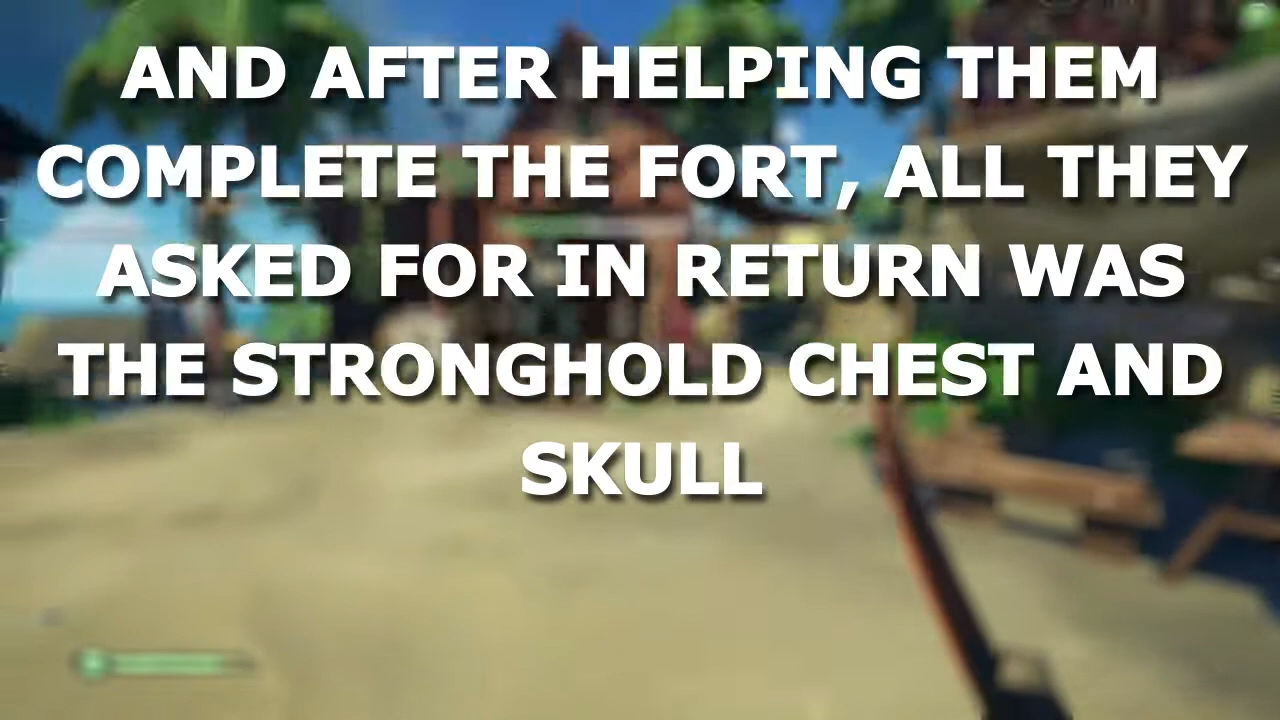 AND AFTER HELPING THEM
COMPLETE THE FORT, ALL THEY
ASKED FOR IN RETURN WAS
THE STRONGHOLD CHEST AND
SKULL